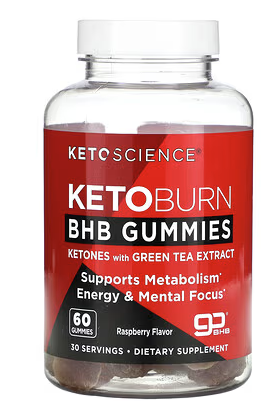 KETOSCIENCE®
KETOBURN
BHB GUMMIES
KETONES with GREEN TEA EXTRACT
Supports Metabolism*
Energy & Mental Focus*
60
GUMMIES
Raspberry Flavor
goBHB
30 SERVINGS • DIETARY SUPPLEMENT